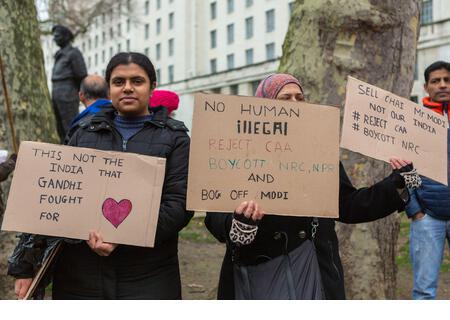 THIS NOT THE
INDIA THAT
GANDHI
FOUGHT
FOR
NO HUMAN
illEGAl
REJECT CAA
BOYCOTT NRC, NPR
AND
BOG OFF MODI
SELL CHAI Mr MODI
NOT OUR INDIA
# REJECT CAA
# BOYCOTT NRC